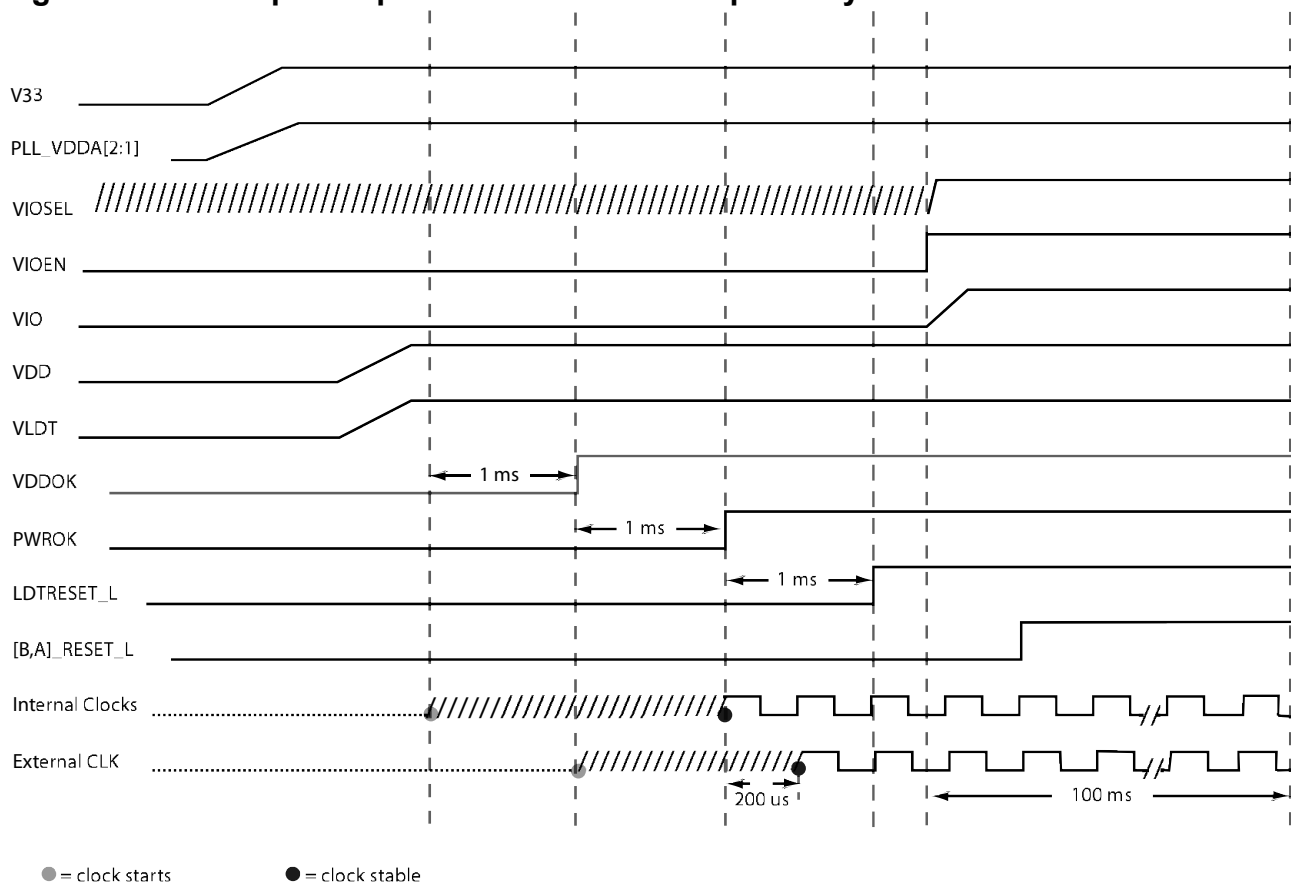 V33
PLL_VDDA[2:1]
VIOSEL
VIOEN
VIO
VDD
VLDT
VDDOK
1 ms
PWROK
1 ms
LDTRESET_L
1 ms
[B,A]_RESET_L
Internal Clocks
External CLK
200 us
100 ms
= clock starts
= clock stable